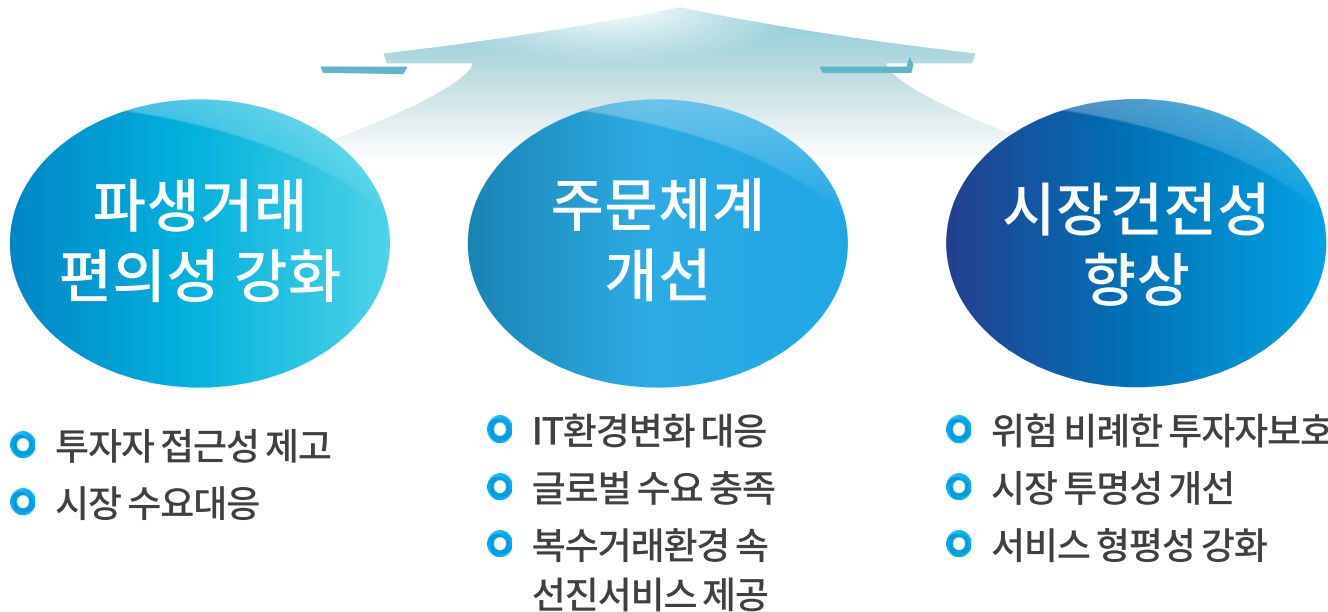 파생거래
편의성 강화
투자자 접근성 제고
시장 수요대응
주문체계
개선
IT환경변화 대응
글로벌 수요 충족
복수거래환경 속
선진서비스 제공
시장건전성
향상
위험 비례한 투자자보호
시장 투명성 개선
서비스 형평성 강화